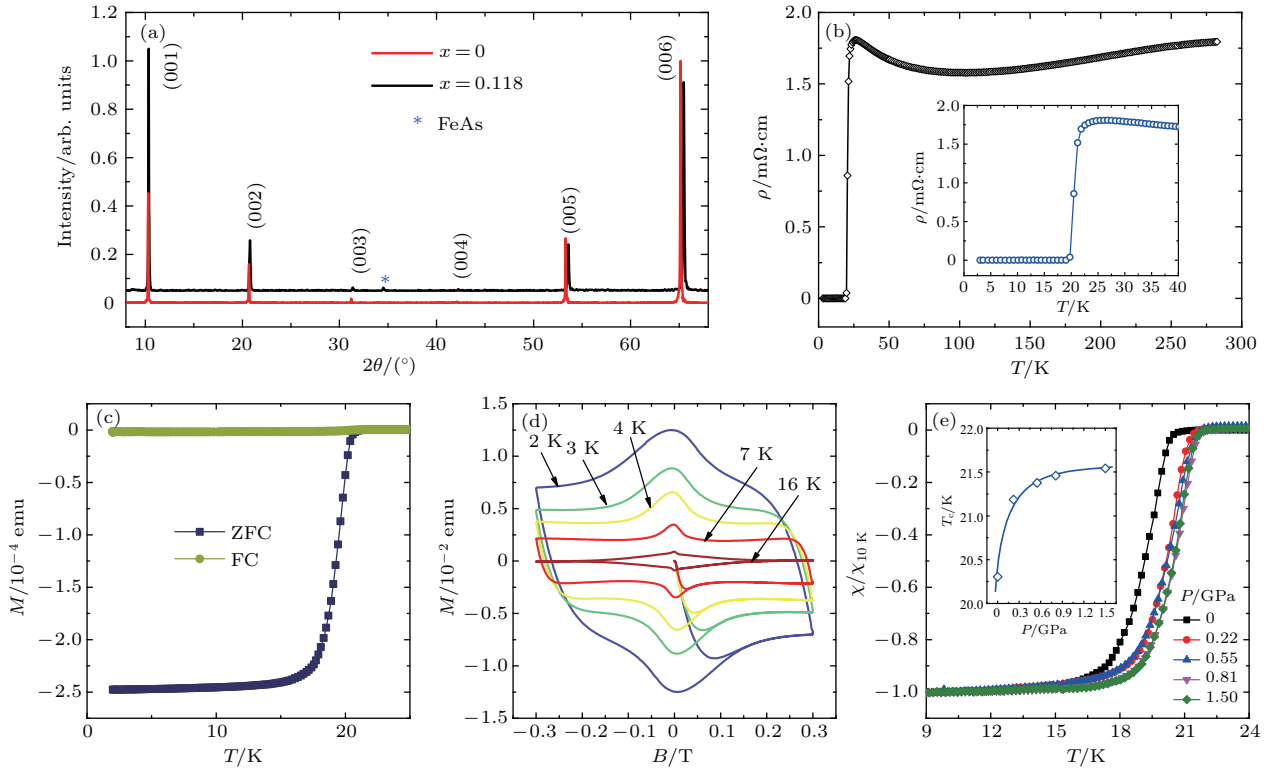 (a)
x = 0
x = 0.118
* FeAs
(001)
(002)
(003)
*
(004)
(005)
(006)
1.2
1.0
0.8
0.6
0.4
0.2
0
Intensity/arb. units
10 20 30 40 50 60
2θ/(°)
(b)
2.0
1.5
1.0
0.5
0
ρ/mΩ·cm
0 50 100 150 200 250 300
T/K
2.0
1.5
1.0
0.5
0
ρ/mΩ·cm
0 5 10 15 20 25 30 35 40
T/K
(c)
0
−0.5
−1.0
−1.5
−2.0
−2.5
M/10⁻⁴ emu
ZFC
FC
0 10 20
T/K
(d)
1.5
1.0
0.5
0
−0.5
−1.0
−1.5
M/10⁻² emu
2 K
3 K
4 K
7 K
16 K
−0.3 −0.2 −0.1 0 0.1 0.2 0.3
B/T
(e)
0
−0.2
−0.4
−0.6
−0.8
−1.0
χ/χ10 K
22.0
21.5
21.0
20.5
20.0
Tc/K
0 0.3 0.6 0.9 1.2 1.5
P/GPa
P/GPa
0
0.22
0.55
0.81
1.50
9 12 15 18 21 24
T/K